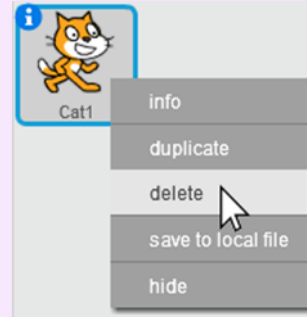 i
Cat1
info
duplicate
delete
save to local file
hide